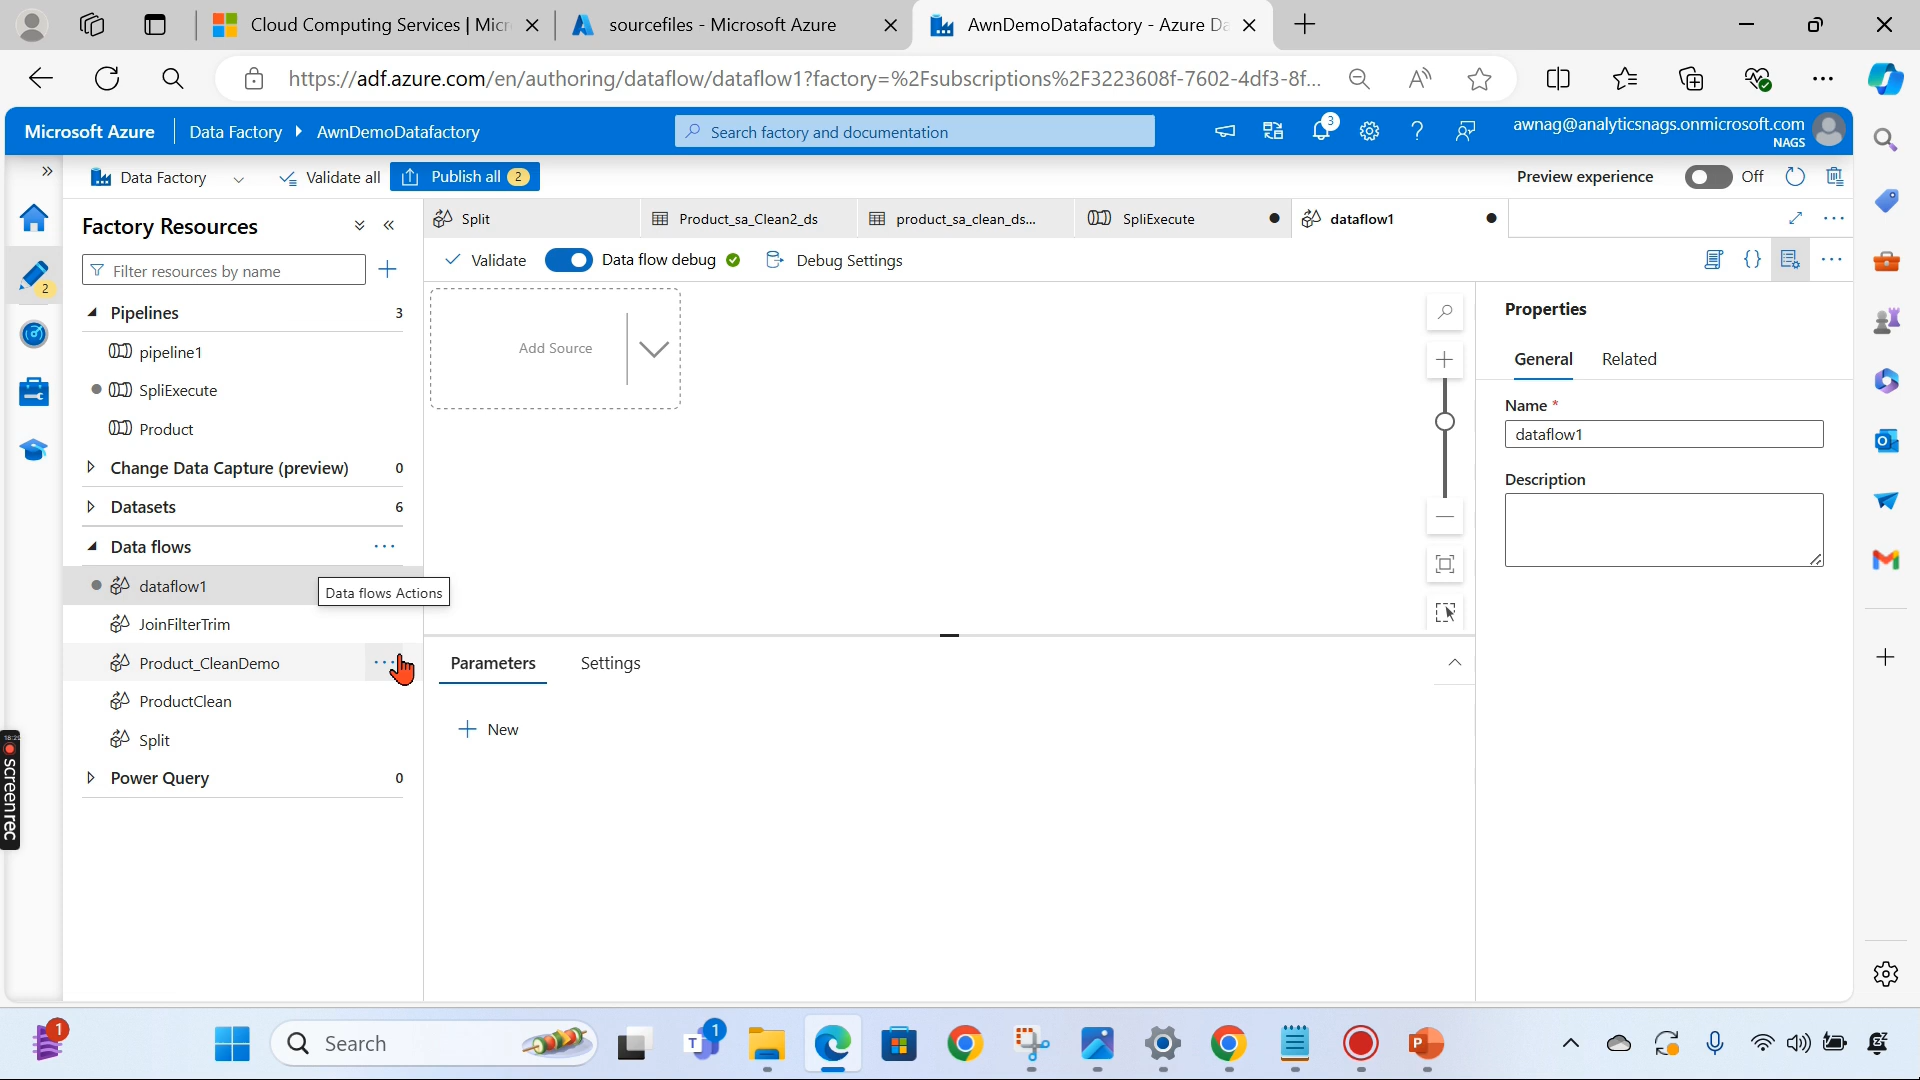 Cloud Computing Services | Micr
sourcefiles - Microsoft Azure
AwnDemoDatafactory - Azure Da
https://adf.azure.com/en/authoring/dataflow/dataflow1?factory=%2Fsubscriptions%2F3223608f-7602-4df3-8f...
Microsoft Azure
Data Factory
AwnDemoDatafactory
Search factory and documentation
3
awnag@analyticsnags.onmicrosoft.com
NAGS
Data Factory
Validate all
Publish all 2
Preview experience
Off
Factory Resources
Split
Product_sa_Clean2_ds
product_sa_clean_ds...
SpliExecute
dataflow1
Filter resources by name
2
Validate
Data flow debug
Debug Settings
Pipelines 3
pipeline1
SpliExecute
Product
Change Data Capture (preview) 0
Datasets 6
Data flows
dataflow1
Data flows Actions
JoinFilterTrim
Product_CleanDemo
ProductClean
Split
Power Query 0
Add Source
Parameters
Settings
New
Properties
General
Related
Name *
dataflow1
Description
screenrec
1
Search
1